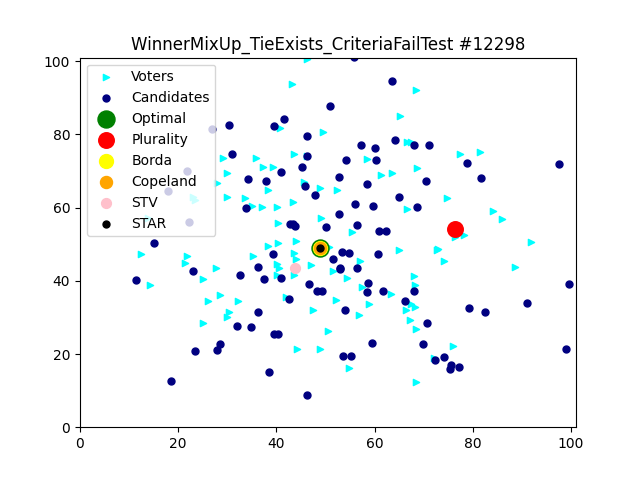 WinnerMixUp_TieExists_CriteriaFailTest #12298
Voters
Candidates
Optimal
Plurality
Borda
Copeland
STV
STAR
100
80
60
40
20
0
0 20 40 60 80 100